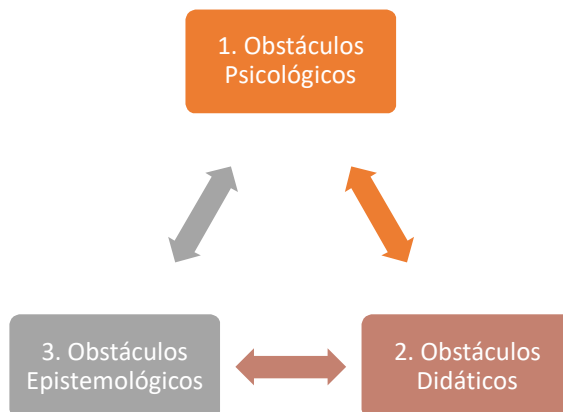 1. Obstáculos
Psicológicos
3. Obstáculos
Epistemológicos
2. Obstáculos
Didáticos